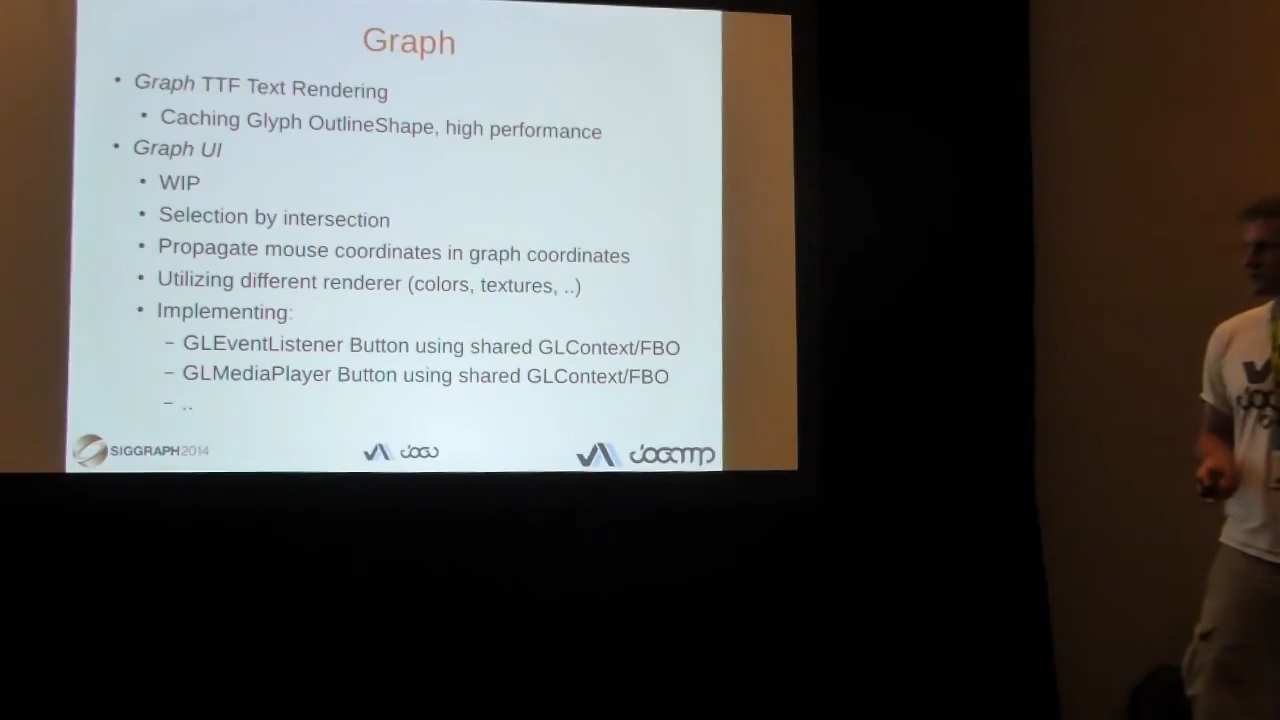 Graph
• Graph TTF Text Rendering
• Caching Glyph OutlineShape, high performance
• Graph UI
• WIP
• Selection by intersection
• Propagate mouse coordinates in graph coordinates
• Utilizing different renderer (colors, textures, ..)
• Implementing:
– GLEventListener Button using shared GLContext/FBO
– GLMediaPlayer Button using shared GLContext/FBO
– ..
SIGGRAPH2014
JOGL
JogAmp